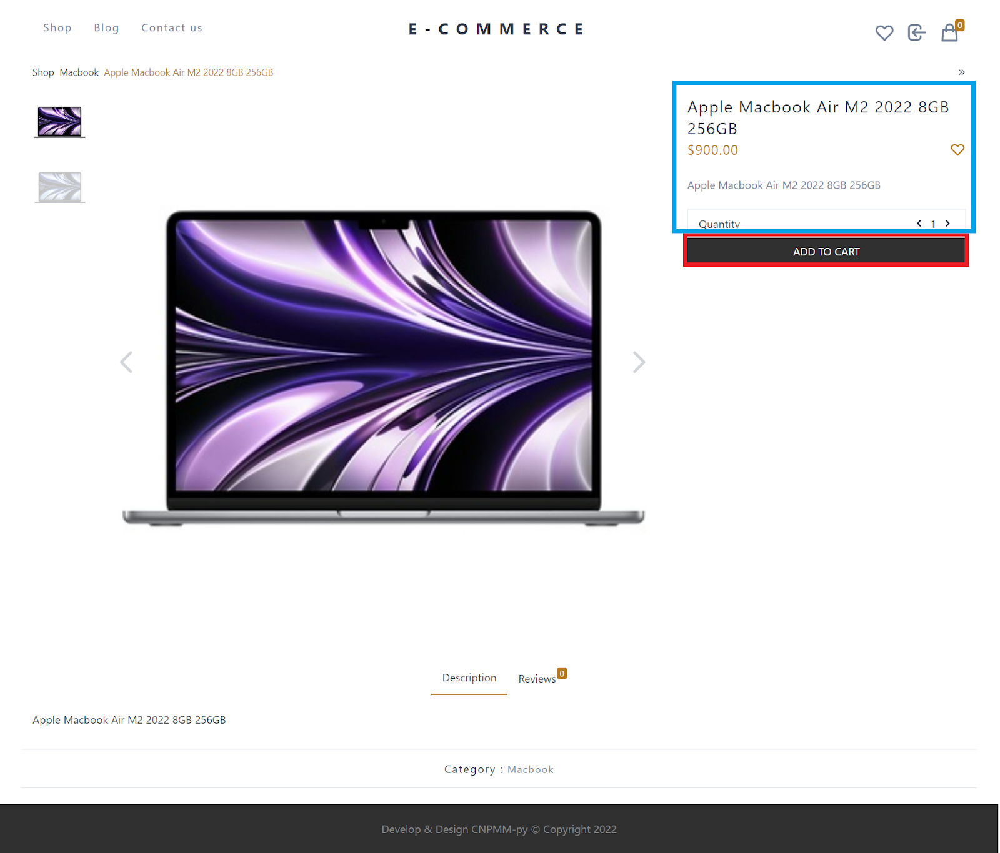 Shop Blog Contact us
E-COMMERCE
0
Shop Macbook Apple Macbook Air M2 2022 8GB 256GB
»
Apple Macbook Air M2 2022 8GB
256GB
$900.00
Apple Macbook Air M2 2022 8GB 256GB
Quantity 1
ADD TO CART
Description Reviews 0
Apple Macbook Air M2 2022 8GB 256GB
Category : Macbook
Develop & Design CNPMM-py © Copyright 2022